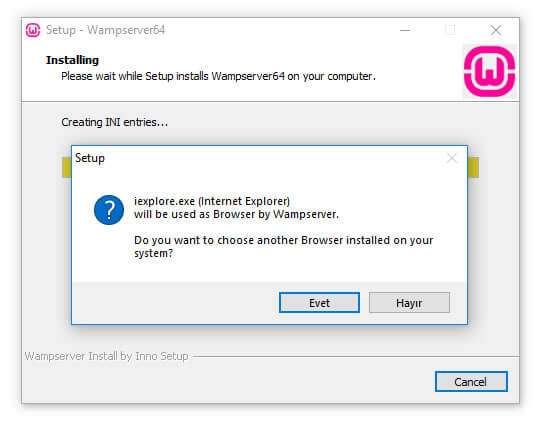 Setup - Wampserver64
Installing
Please wait while Setup installs Wampserver64 on your computer.
Creating INI entries...
Setup
iexplore.exe (Internet Explorer)
will be used as Browser by Wampserver.
Do you want to choose another Browser installed on your
system?
Evet
Hayır
Wampserver Install by Inno Setup
Cancel